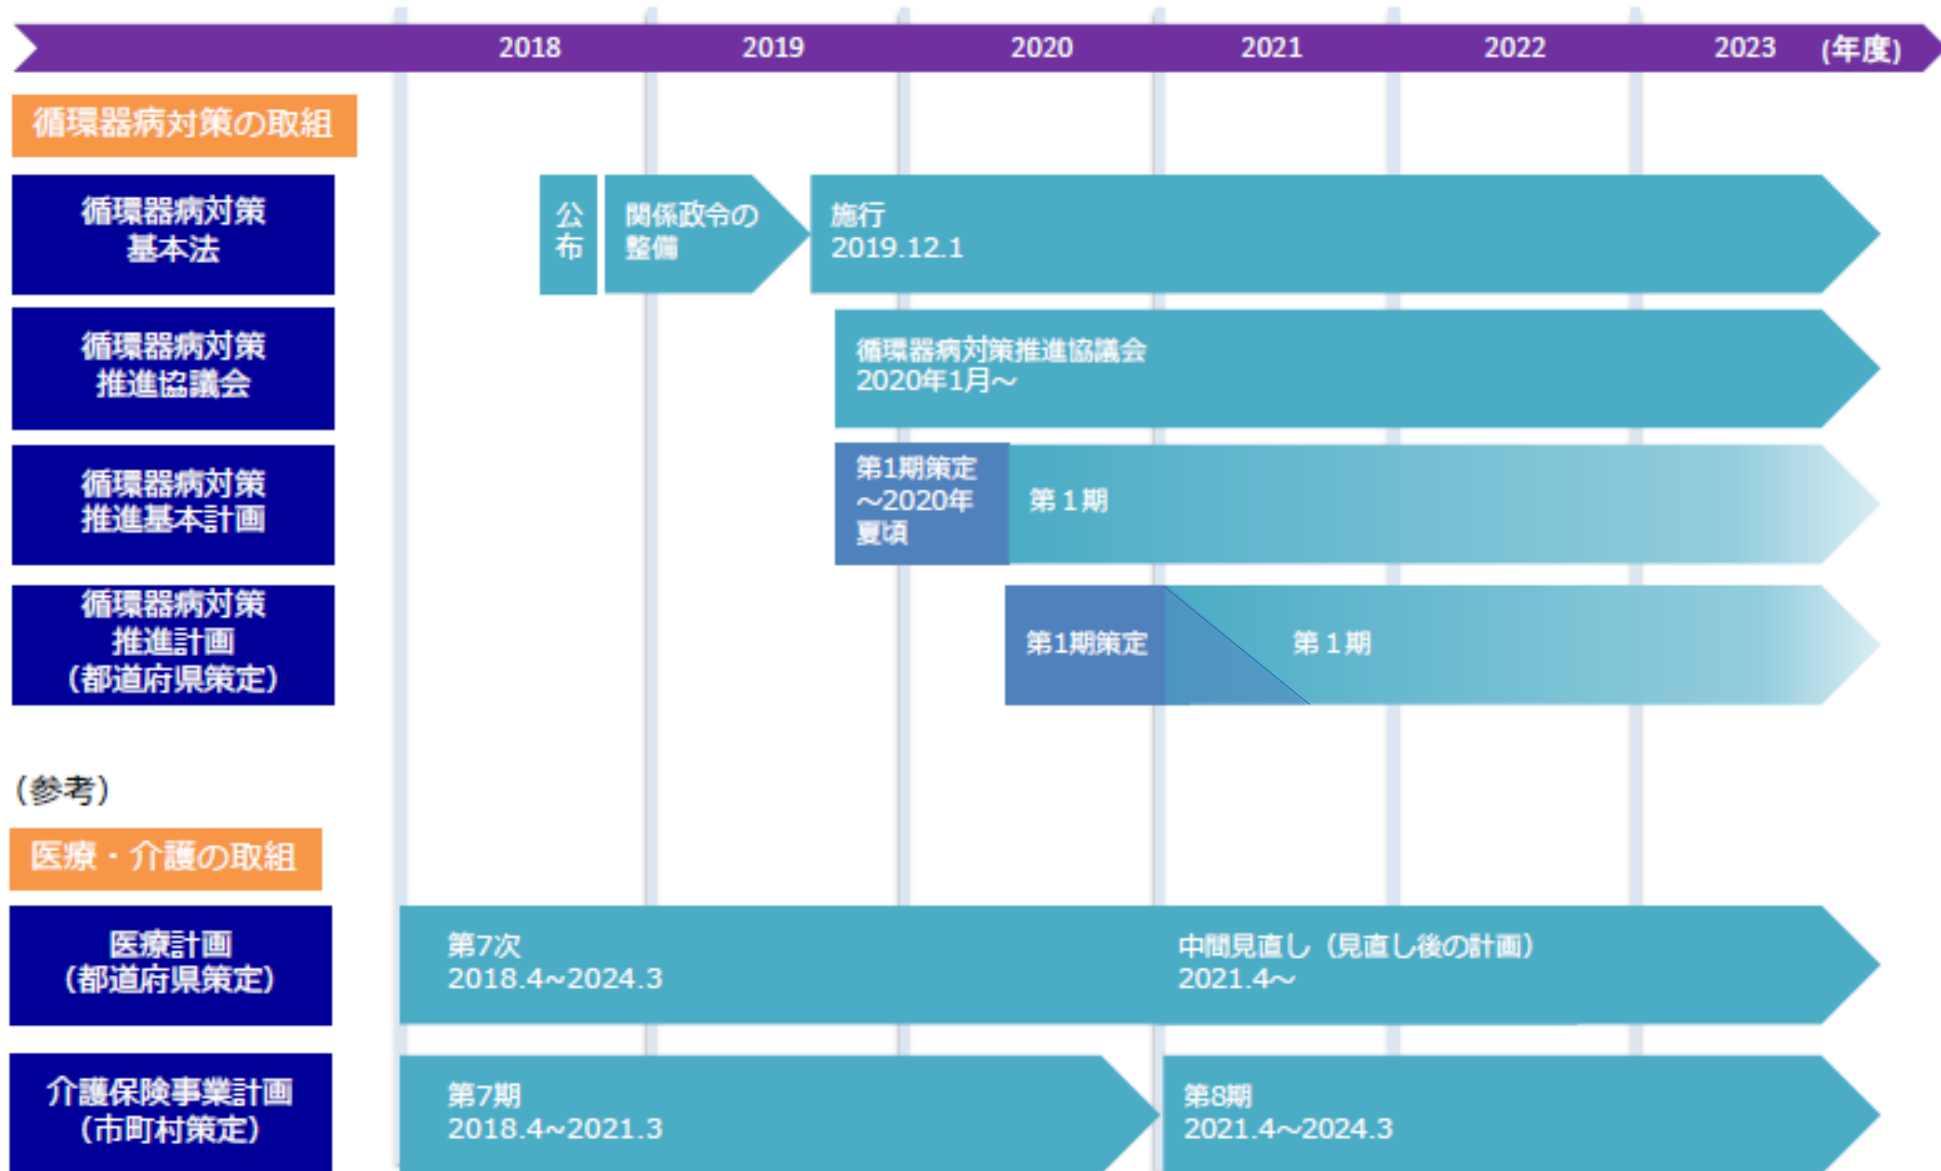 2018 2019 2020 2021 2022 2023 (年度)
循環器病対策の取組
循環器病対策
基本法
公
布
関係政令の
整備
施行
2019.12.1
循環器病対策
推進協議会
循環器病対策推進協議会
2020年1月～
循環器病対策
推進基本計画
第1期策定
～2020年
夏頃
第１期
循環器病対策
推進計画
（都道府県策定）
第1期策定
第１期
（参考）
医療・介護の取組
医療計画
（都道府県策定）
第7次
2018.4~2024.3
中間見直し（見直し後の計画）
2021.4～
介護保険事業計画
（市町村策定）
第7期
2018.4~2021.3
第8期
2021.4～2024.3